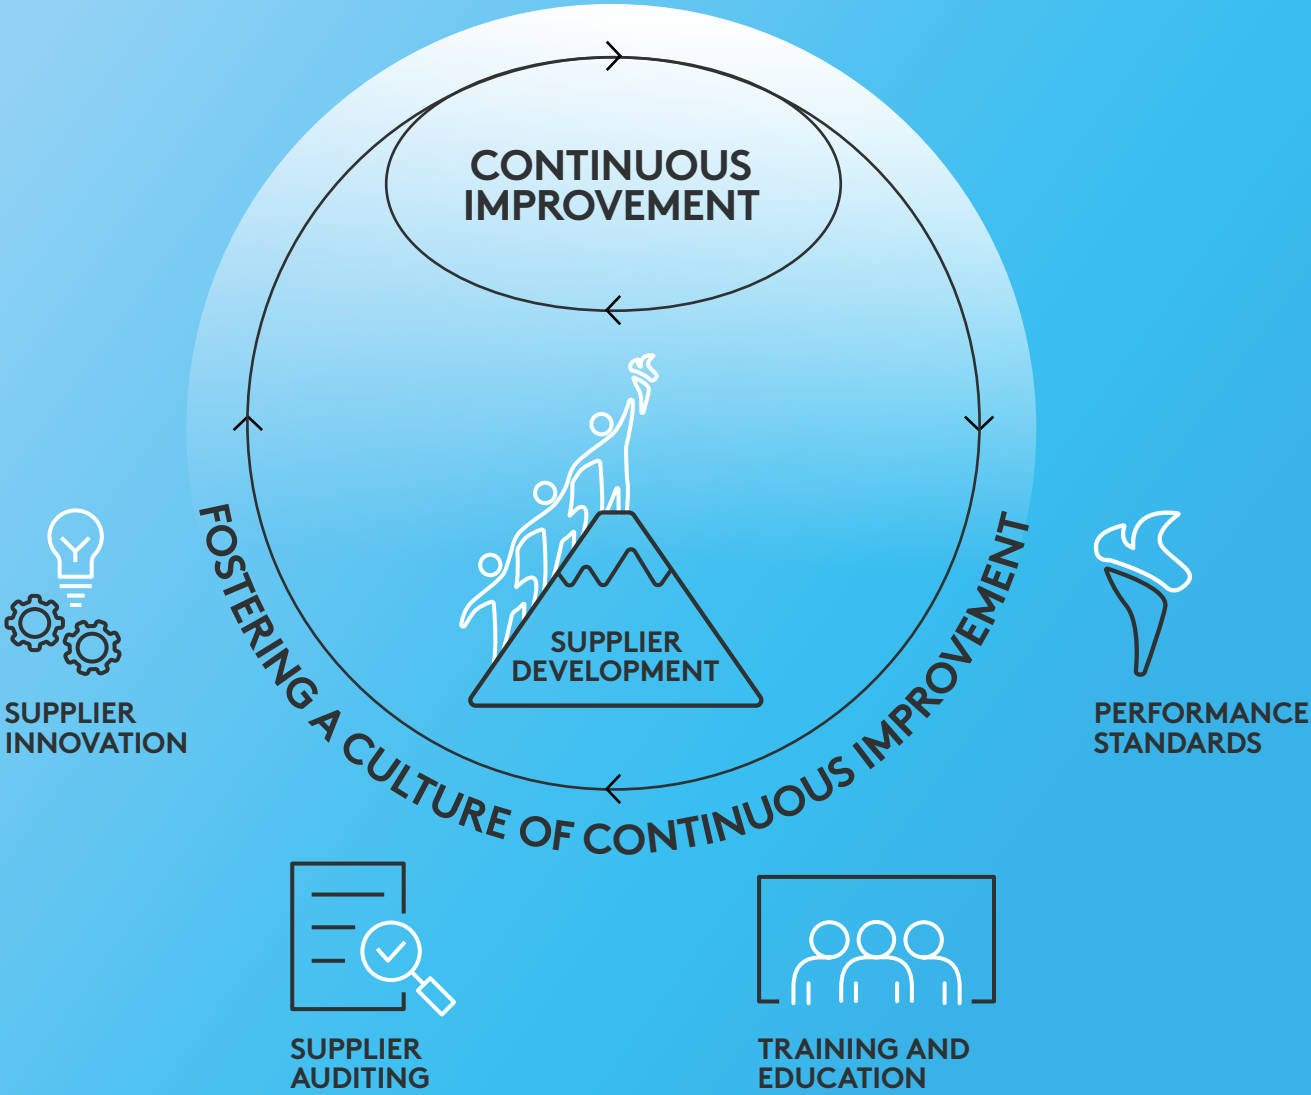 CONTINUOUS
IMPROVEMENT
SUPPLIER
DEVELOPMENT
FOSTERING A CULTURE OF CONTINUOUS IMPROVEMENT
SUPPLIER
INNOVATION
PERFORMANCE
STANDARDS
SUPPLIER
AUDITING
TRAINING AND
EDUCATION